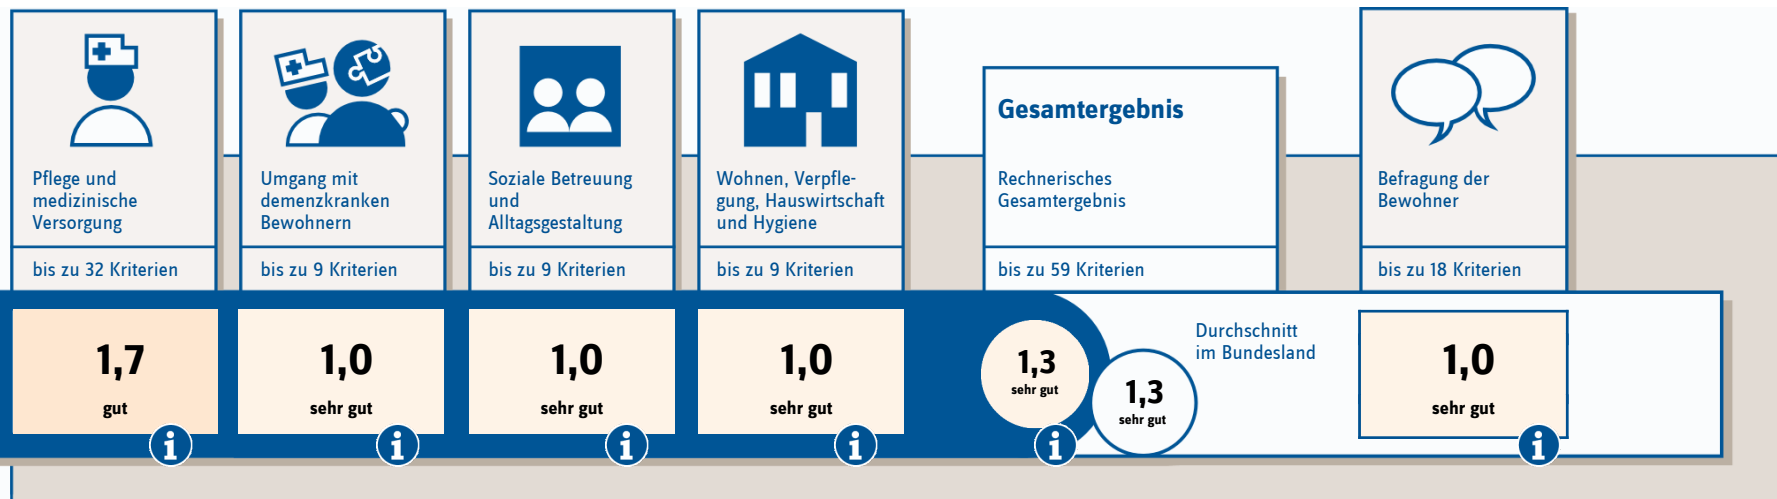 Pflege und
medizinische
Versorgung
bis zu 32 Kriterien
1,7
gut
Umgang mit
demenzkranken
Bewohnern
bis zu 9 Kriterien
1,0
sehr gut
Soziale Betreuung
und
Alltagsgestaltung
bis zu 9 Kriterien
1,0
sehr gut
Wohnen, Verpfle-
gung, Hauswirtschaft
und Hygiene
bis zu 9 Kriterien
1,0
sehr gut
Gesamtergebnis
Rechnerisches
Gesamtergebnis
bis zu 59 Kriterien
1,3
sehr gut
1,3
sehr gut
Durchschnitt
im Bundesland
Befragung der
Bewohner
bis zu 18 Kriterien
1,0
sehr gut